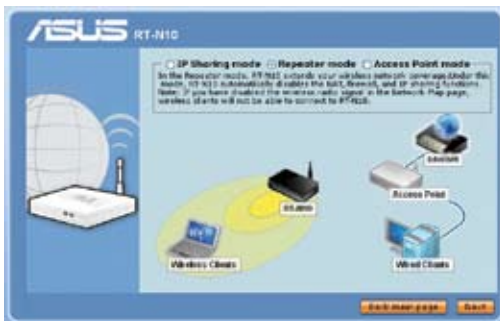 ASUS RT-N10
IP Sharing mode Repeater mode Access Point mode
In the Repeater mode, RT-N10 extends your wireless network coverage.Under this
mode, RT-N10 automatically disables the NAT, firewall, and IP sharing functions.
Note: If you have disabled the wireless radio signal in the Network Map page,
wireless clients will not be able to connect to RT-N10.
Access Point
Wireless Clients
Wired Clients
Back main page Next